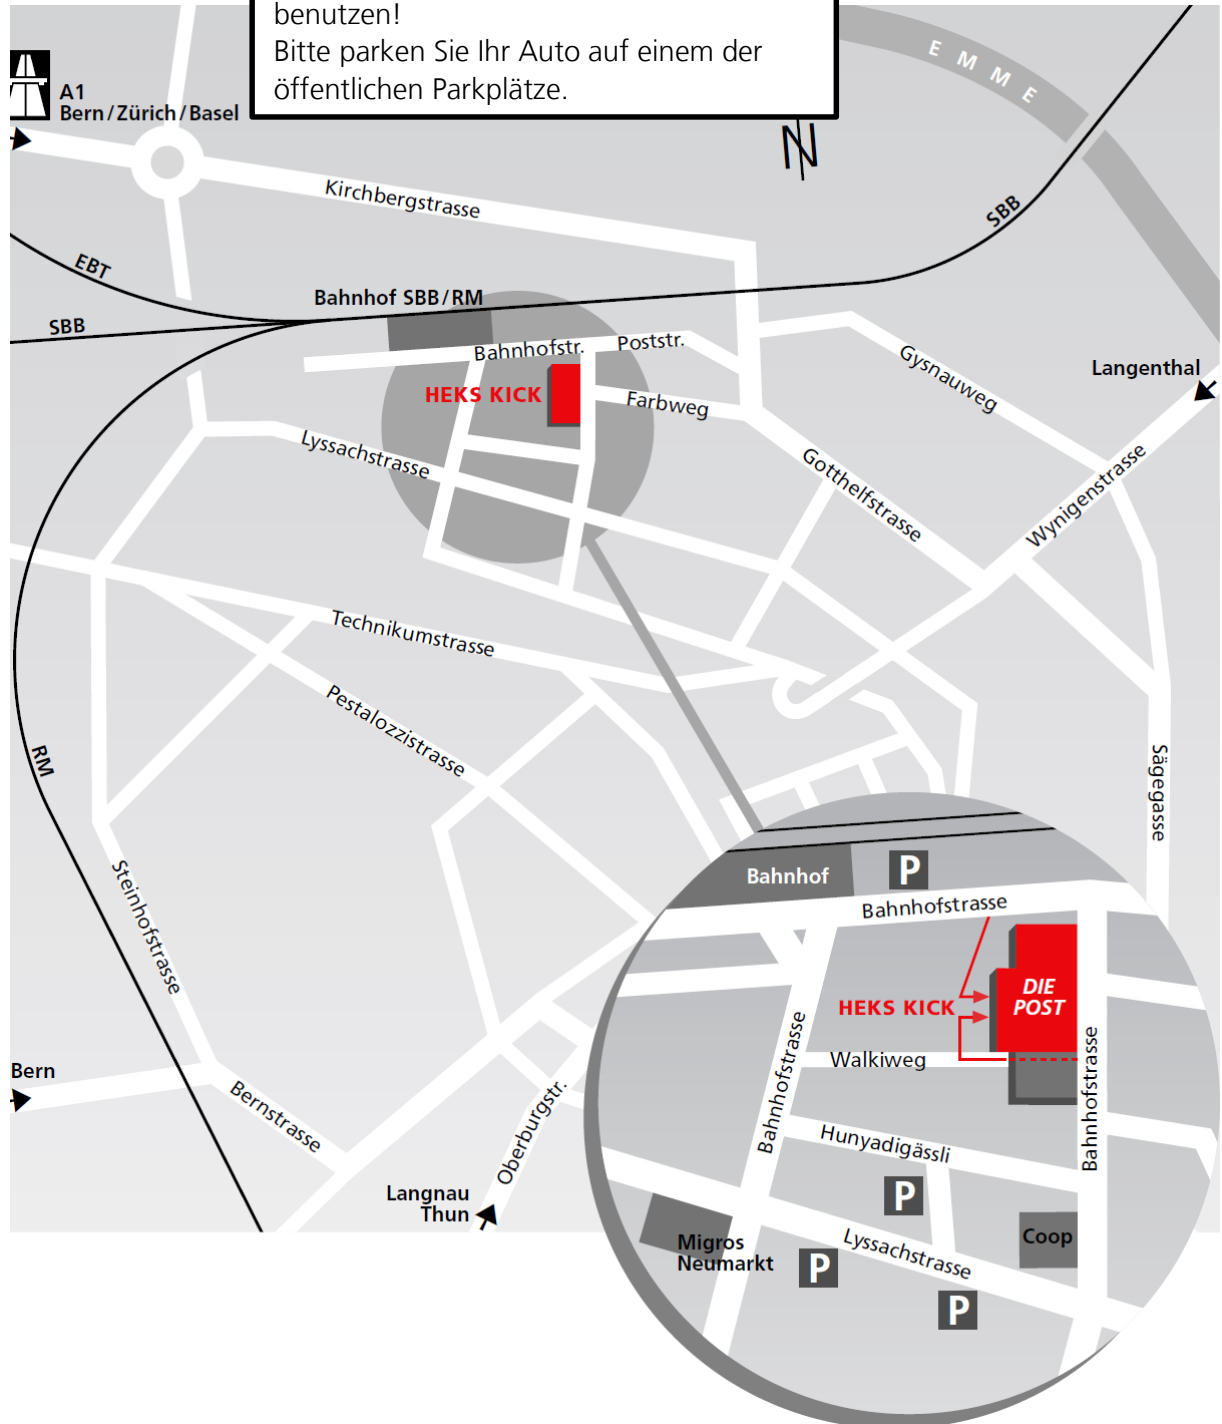 benutzen!
Bitte parken Sie Ihr Auto auf einem der
öffentlichen Parkplätze.
EMME
A1
Bern/Zürich/Basel
N
Kirchbergstrasse
SBB
EBT
Bahnhof SBB/RM
SBB
Bahnhofstr.
Poststr.
Gysnauweg
Langenthal
HEKS KICK
Farbweg
Lyssachstrasse
Gotthelfstrasse
Wynigenstrasse
Technikumstrasse
Pestalozzistrasse
RM
Sägegasse
Steinhofstrasse
Bahnhof
P
Bahnhofstrasse
DIE
POST
HEKS KICK
Bahnhofstrasse
Walkiweg
Bahnhofstrasse
Bern
Bernstrasse
Oberburgstr.
Hunyadigässli
Langnau
Thun
P
Migros
Neumarkt
Lyssachstrasse
Coop
P
P